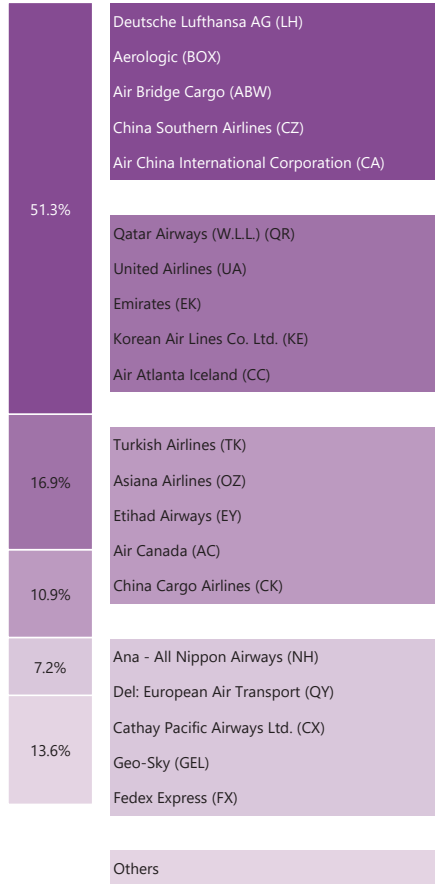 51.3%
16.9%
10.9%
7.2%
13.6%
Deutsche Lufthansa AG (LH)
Aerologic (BOX)
Air Bridge Cargo (ABW)
China Southern Airlines (CZ)
Air China International Corporation (CA)
Qatar Airways (W.L.L.) (QR)
United Airlines (UA)
Emirates (EK)
Korean Air Lines Co. Ltd. (KE)
Air Atlanta Iceland (CC)
Turkish Airlines (TK)
Asiana Airlines (OZ)
Etihad Airways (EY)
Air Canada (AC)
China Cargo Airlines (CK)
Ana - All Nippon Airways (NH)
Del: European Air Transport (QY)
Cathay Pacific Airways Ltd. (CX)
Geo-Sky (GEL)
Fedex Express (FX)
Others